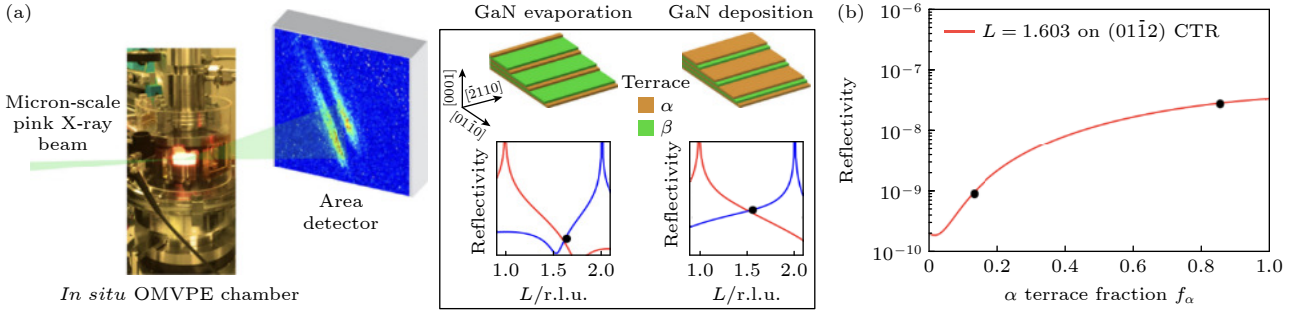 (a)
Micron-scale
pink X-ray
beam
In situ OMVPE chamber
Area
detector
GaN evaporation
GaN deposition
[0001]
[2̄110]
[011̄0]
Terrace
α
β
Reflectivity
1.0 1.5 2.0
L/r.l.u.
Reflectivity
1.0 1.5 2.0
L/r.l.u.
(b)
Reflectivity
10⁻⁶
10⁻⁷
10⁻⁸
10⁻⁹
10⁻¹⁰
L = 1.603 on (011̄2) CTR
0 0.2 0.4 0.6 0.8 1.0
α terrace fraction fα